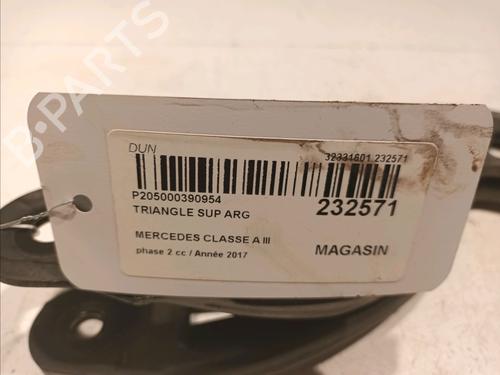 B-PARTS
DUN
32331601.232571
P205000390954
TRIANGLE SUP ARG
232571
MERCEDES CLASSE A III
phase 2 cc / Année 2017
MAGASIN